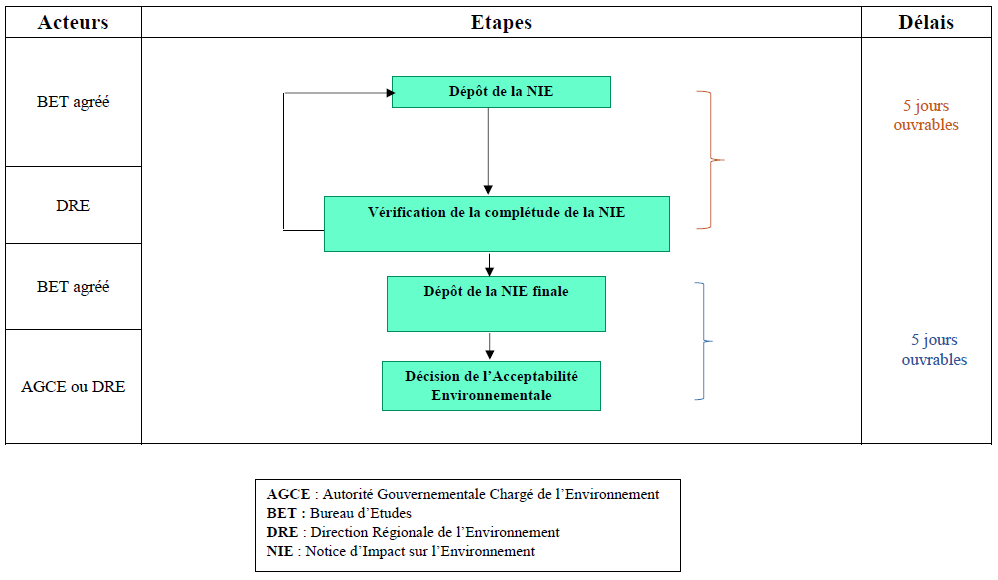 Acteurs
Etapes
Délais
BET agréé
Dépôt de la NIE
5 jours
ouvrables
DRE
Vérification de la complétude de la NIE
BET agréé
Dépôt de la NIE finale
5 jours
ouvrables
AGCE ou DRE
Décision de l’Acceptabilité
Environnementale
AGCE : Autorité Gouvernementale Chargé de l’Environnement
BET : Bureau d’Etudes
DRE : Direction Régionale de l’Environnement
NIE : Notice d’Impact sur l’Environnement